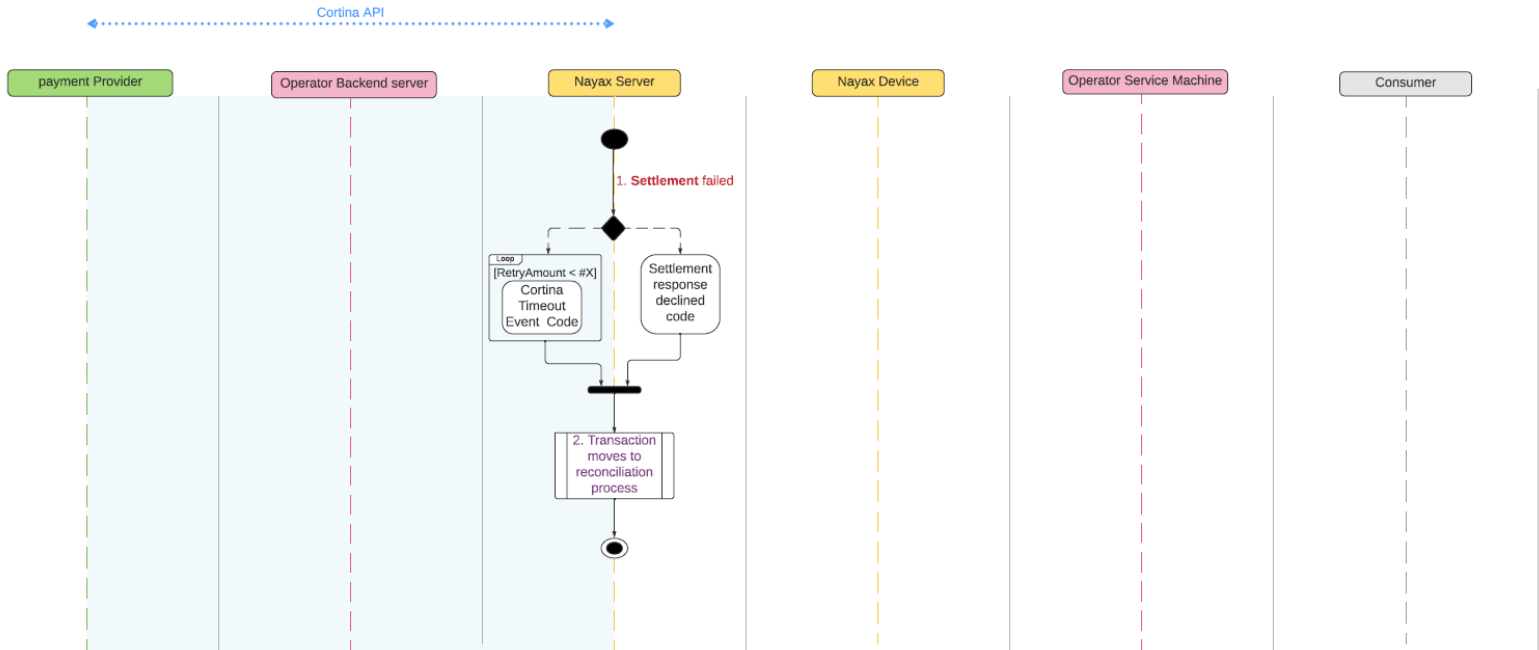 Cortina API
payment Provider
Operator Backend server
Nayax Server
Nayax Device
Operator Service Machine
Consumer
1. Settlement failed
Loop
[RetryAmount < #X]
Cortina
Timeout
Event Code
Settlement
response
declined
code
2. Transaction
moves to
reconciliation
process